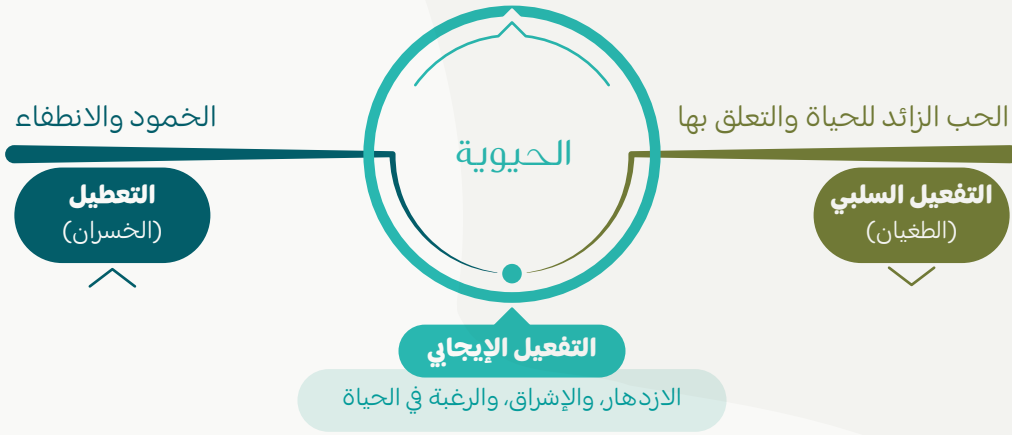 الحيوية
الحب الزائد للحياة والتعلق بها
التفعيل السلبي
(الطغيان)
الخمود والانطفاء
التعطيل
(الخسران)
التفعيل الإيجابي
الازدهار، والإشراق، والرغبة في الحياة